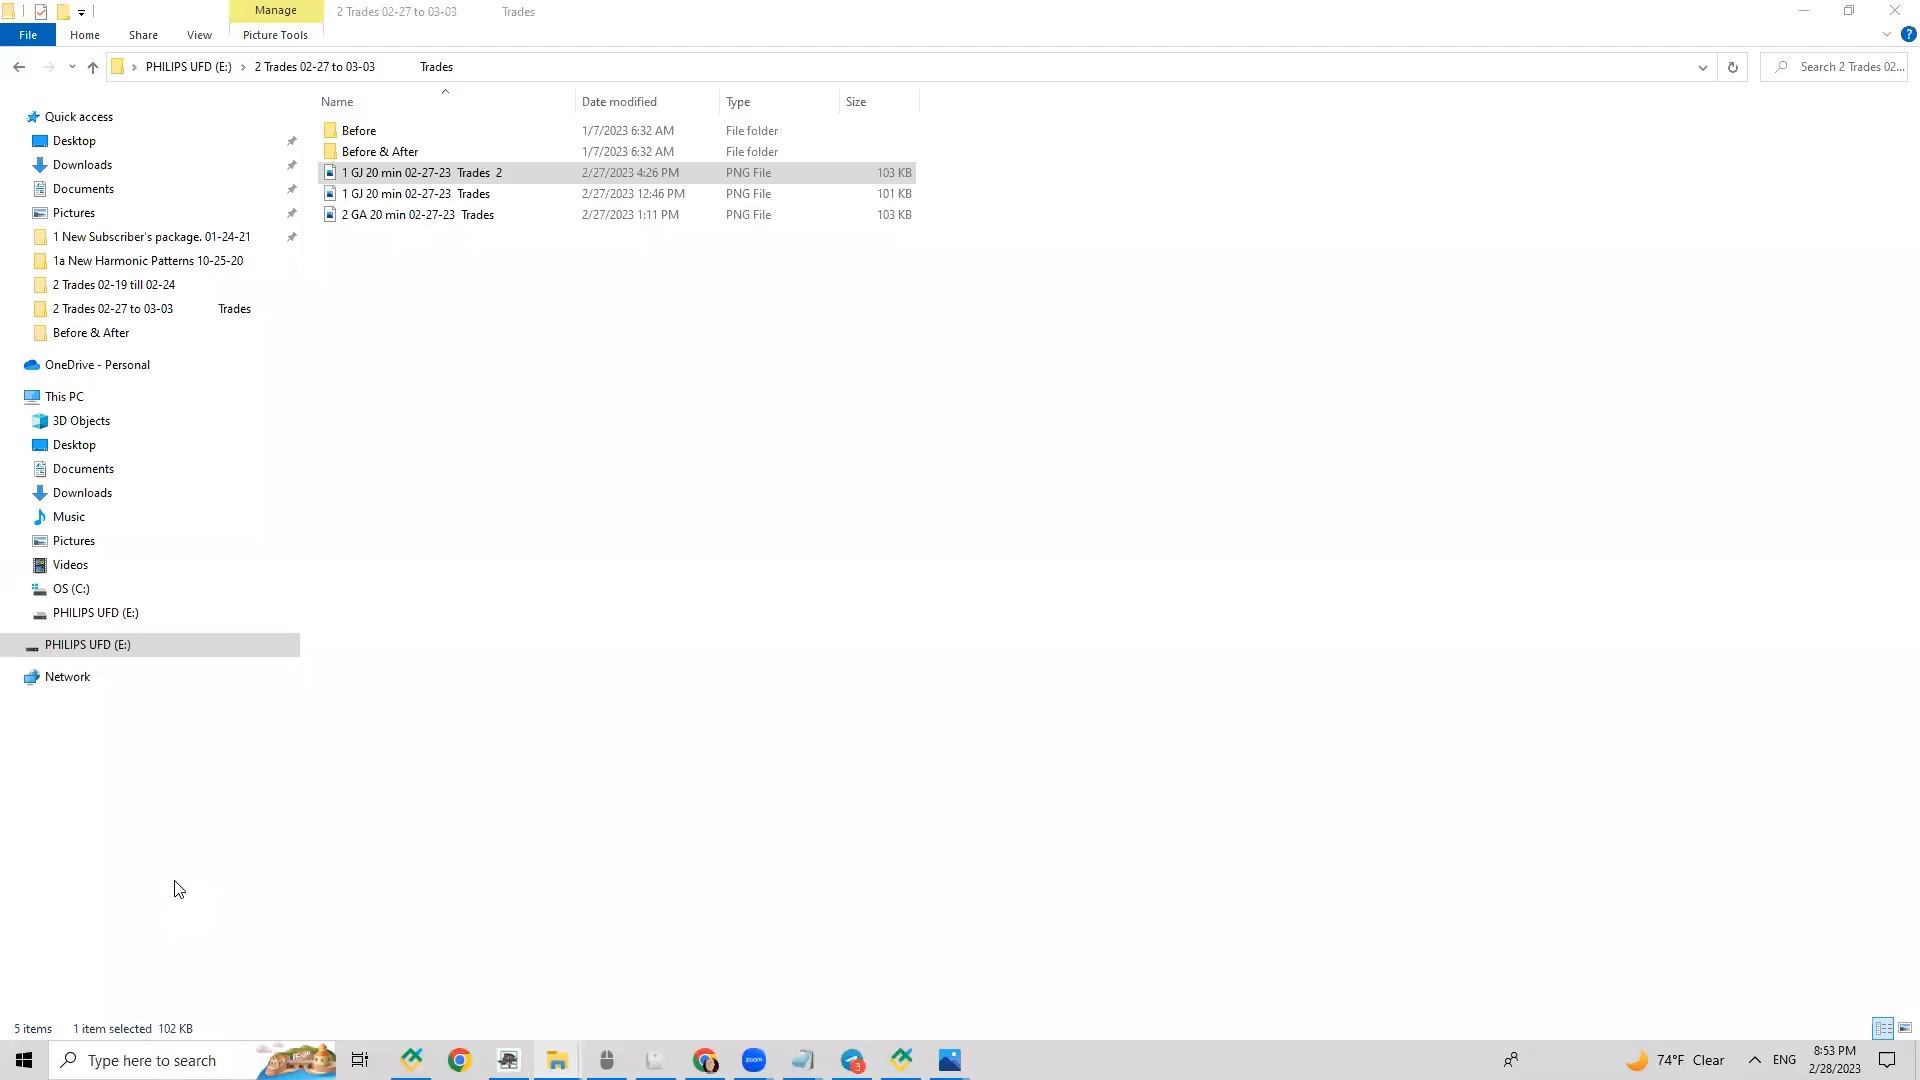 Manage
2 Trades 02-27 to 03-03 Trades
File Home Share View Picture Tools
PHILIPS UFD (E:) 2 Trades 02-27 to 03-03 Trades
Search 2 Trades 02...
Name Date modified Type Size
Before 1/7/2023 6:32 AM File folder
Before & After 1/7/2023 6:32 AM File folder
1 GJ 20 min 02-27-23 Trades 2 2/27/2023 4:26 PM PNG File 103 KB
1 GJ 20 min 02-27-23 Trades 2/27/2023 12:46 PM PNG File 101 KB
2 GA 20 min 02-27-23 Trades 2/27/2023 1:11 PM PNG File 103 KB
Quick access
Desktop
Downloads
Documents
Pictures
1 New Subscriber's package. 01-24-21
1a New Harmonic Patterns 10-25-20
2 Trades 02-19 till 02-24
2 Trades 02-27 to 03-03 Trades
Before & After
OneDrive - Personal
This PC
3D Objects
Desktop
Documents
Downloads
Music
Pictures
Videos
OS (C:)
PHILIPS UFD (E:)
PHILIPS UFD (E:)
Network
5 items 1 item selected 102 KB
Type here to search
zoom
3
74°F Clear
ENG
8:53 PM
2/28/2023